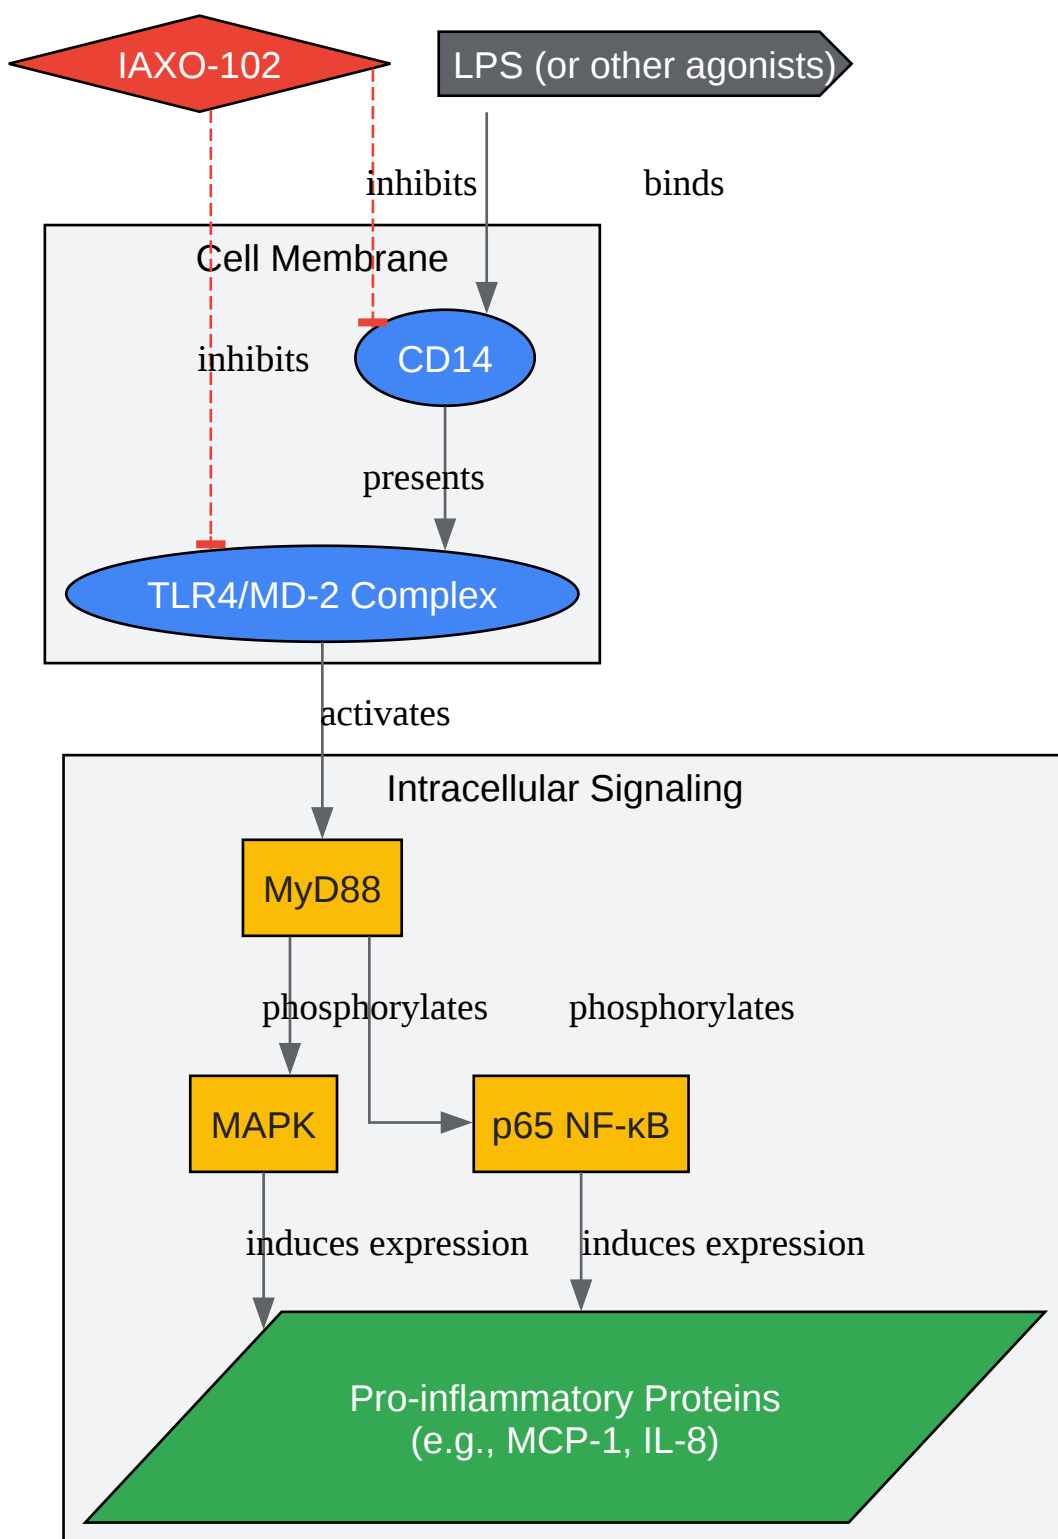 IAXO-102
LPS (or other agonists)
inhibits
binds
Cell Membrane
inhibits
CD14
presents
TLR4/MD-2 Complex
activates
Intracellular Signaling
MyD88
phosphorylates
phosphorylates
MAPK
p65 NF-κB
induces expression
induces expression
Pro-inflammatory Proteins
(e.g., MCP-1, IL-8)